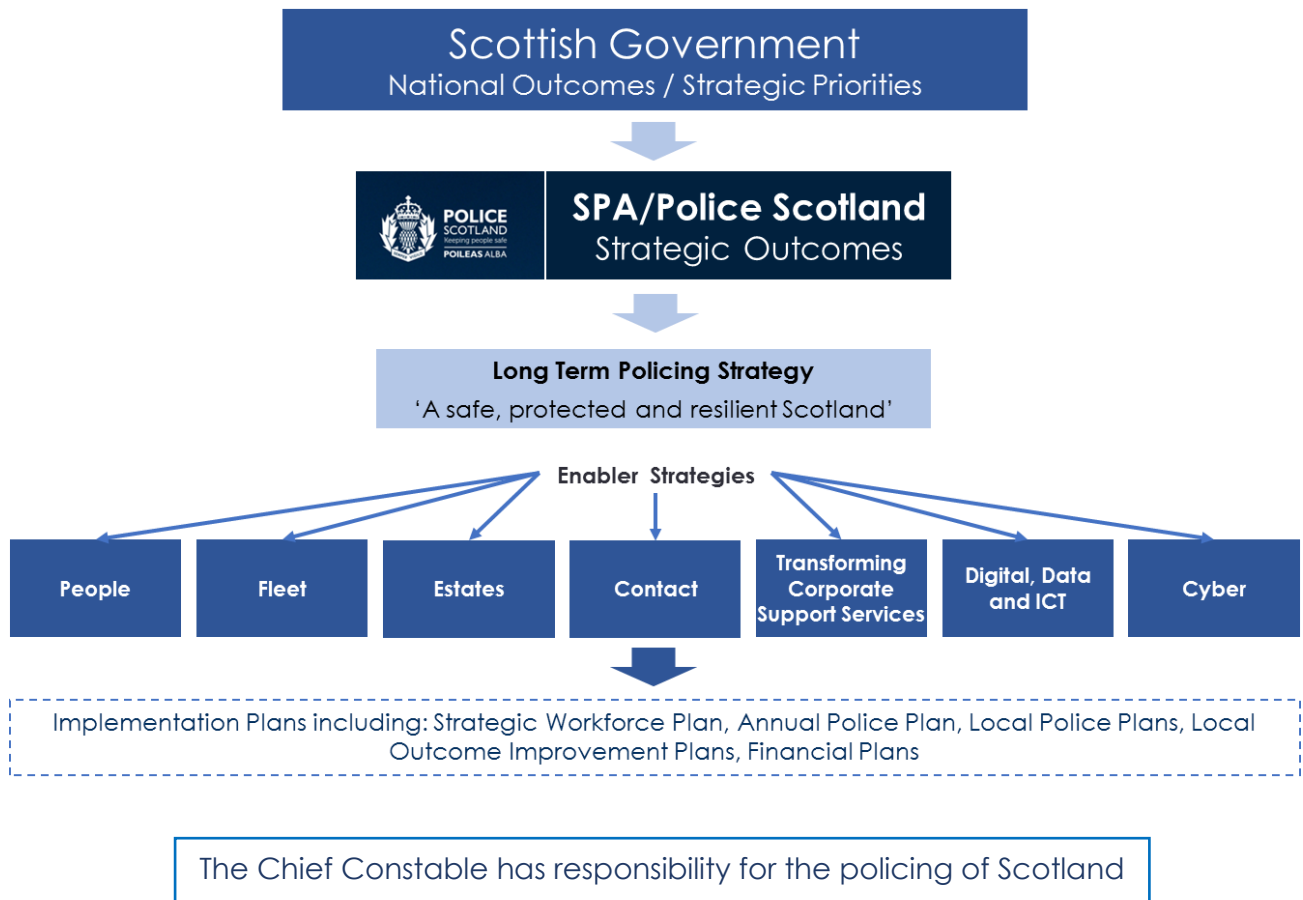 Scottish Government
National Outcomes / Strategic Priorities
POLICE
SCOTLAND
Keeping people safe
POILEAS ALBA
SPA/Police Scotland
Strategic Outcomes
Long Term Policing Strategy
‘A safe, protected and resilient Scotland’
Enabler Strategies
People
Fleet
Estates
Contact
Transforming
Corporate
Support Services
Digital, Data
and ICT
Cyber
Implementation Plans including: Strategic Workforce Plan, Annual Police Plan, Local Police Plans, Local
Outcome Improvement Plans, Financial Plans
The Chief Constable has responsibility for the policing of Scotland